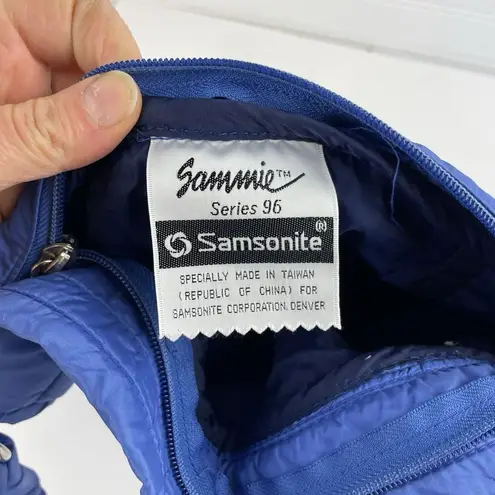 Sammie™
Series 96
Samsonite®
SPECIALLY MADE IN TAIWAN
(REPUBLIC OF CHINA) FOR
SAMSONITE CORPORATION, DENVER